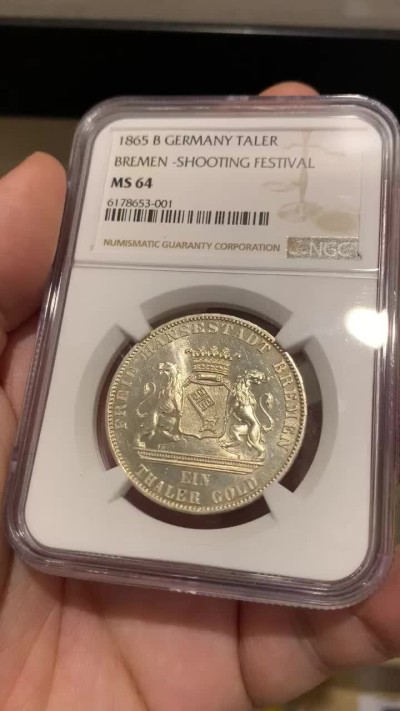 1865 B GERMANY TALER
BREMEN -SHOOTING FESTIVAL
MS 64
6178653-001
NUMISMATIC GUARANTY CORPORATION
NGC
FREIE HANSESTADT BREMEN
EIN
THALER GOLD